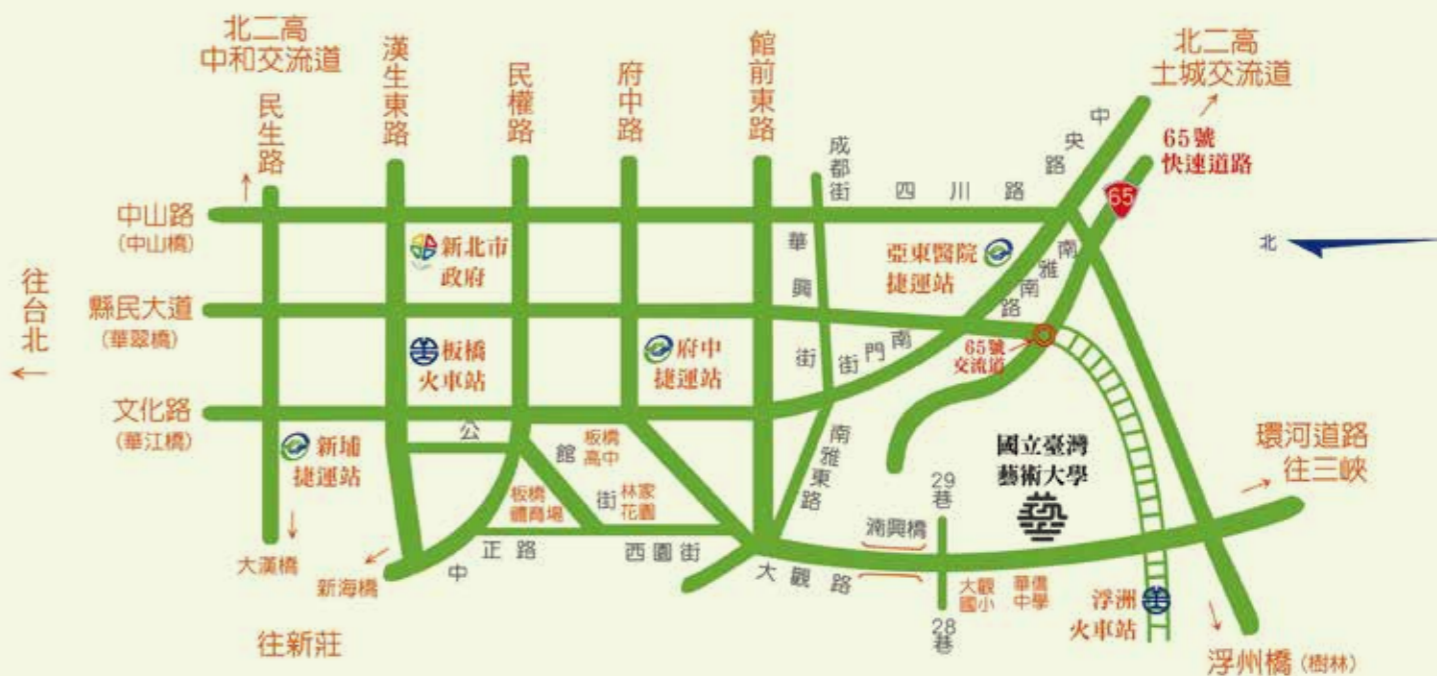 北二高
中和交流道
民生路
漢生東路
民權路
府中路
館前東路
成都街
四川路
中央路
北二高
土城交流道
65號
快速道路
65
中山路
(中山橋)
新北市
政府
華興街
亞東醫院
捷運站
南雅南路
北
往台北
縣民大道
(華翠橋)
板橋
火車站
府中
捷運站
南門街
65號
交流道
文化路
(華江橋)
新埔
捷運站
公館街
板橋
高中
南雅東路
國立臺灣
藝術大學
環河道路
往三峽
板橋
體育場
林家
花園
29巷
湳興橋
大漢橋
新海橋
中正路
西園街
大觀路
大觀
國小
華僑
中學
浮洲
火車站
28巷
往新莊
浮州橋(樹林)